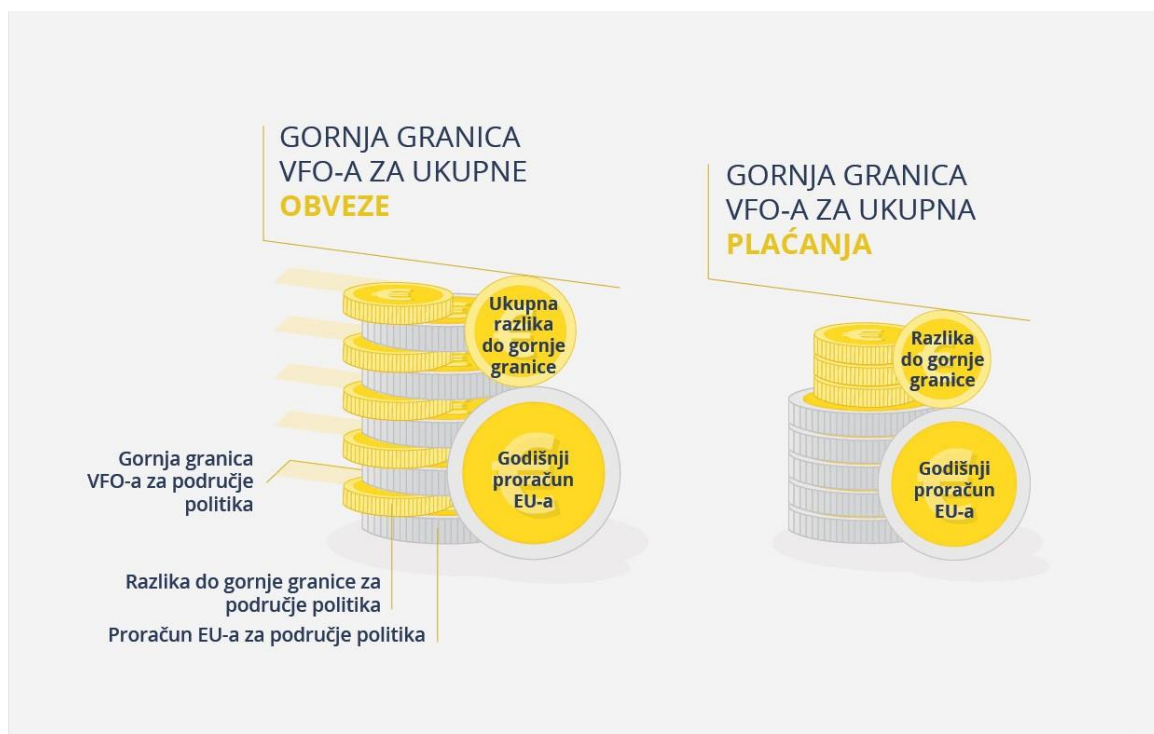 GORNJA GRANICA
VFO-A ZA UKUPNE
OBVEZE
Ukupna
razlika
do gornje
granice
Godišnji
proračun
EU-a
Gornja granica
VFO-a za područje
politika
Razlika do gornje granice za
područje politika
Proračun EU-a za područje politika
GORNJA GRANICA
VFO-A ZA UKUPNA
PLAĆANJA
Razlika
do gornje
granice
Godišnji
proračun
EU-a